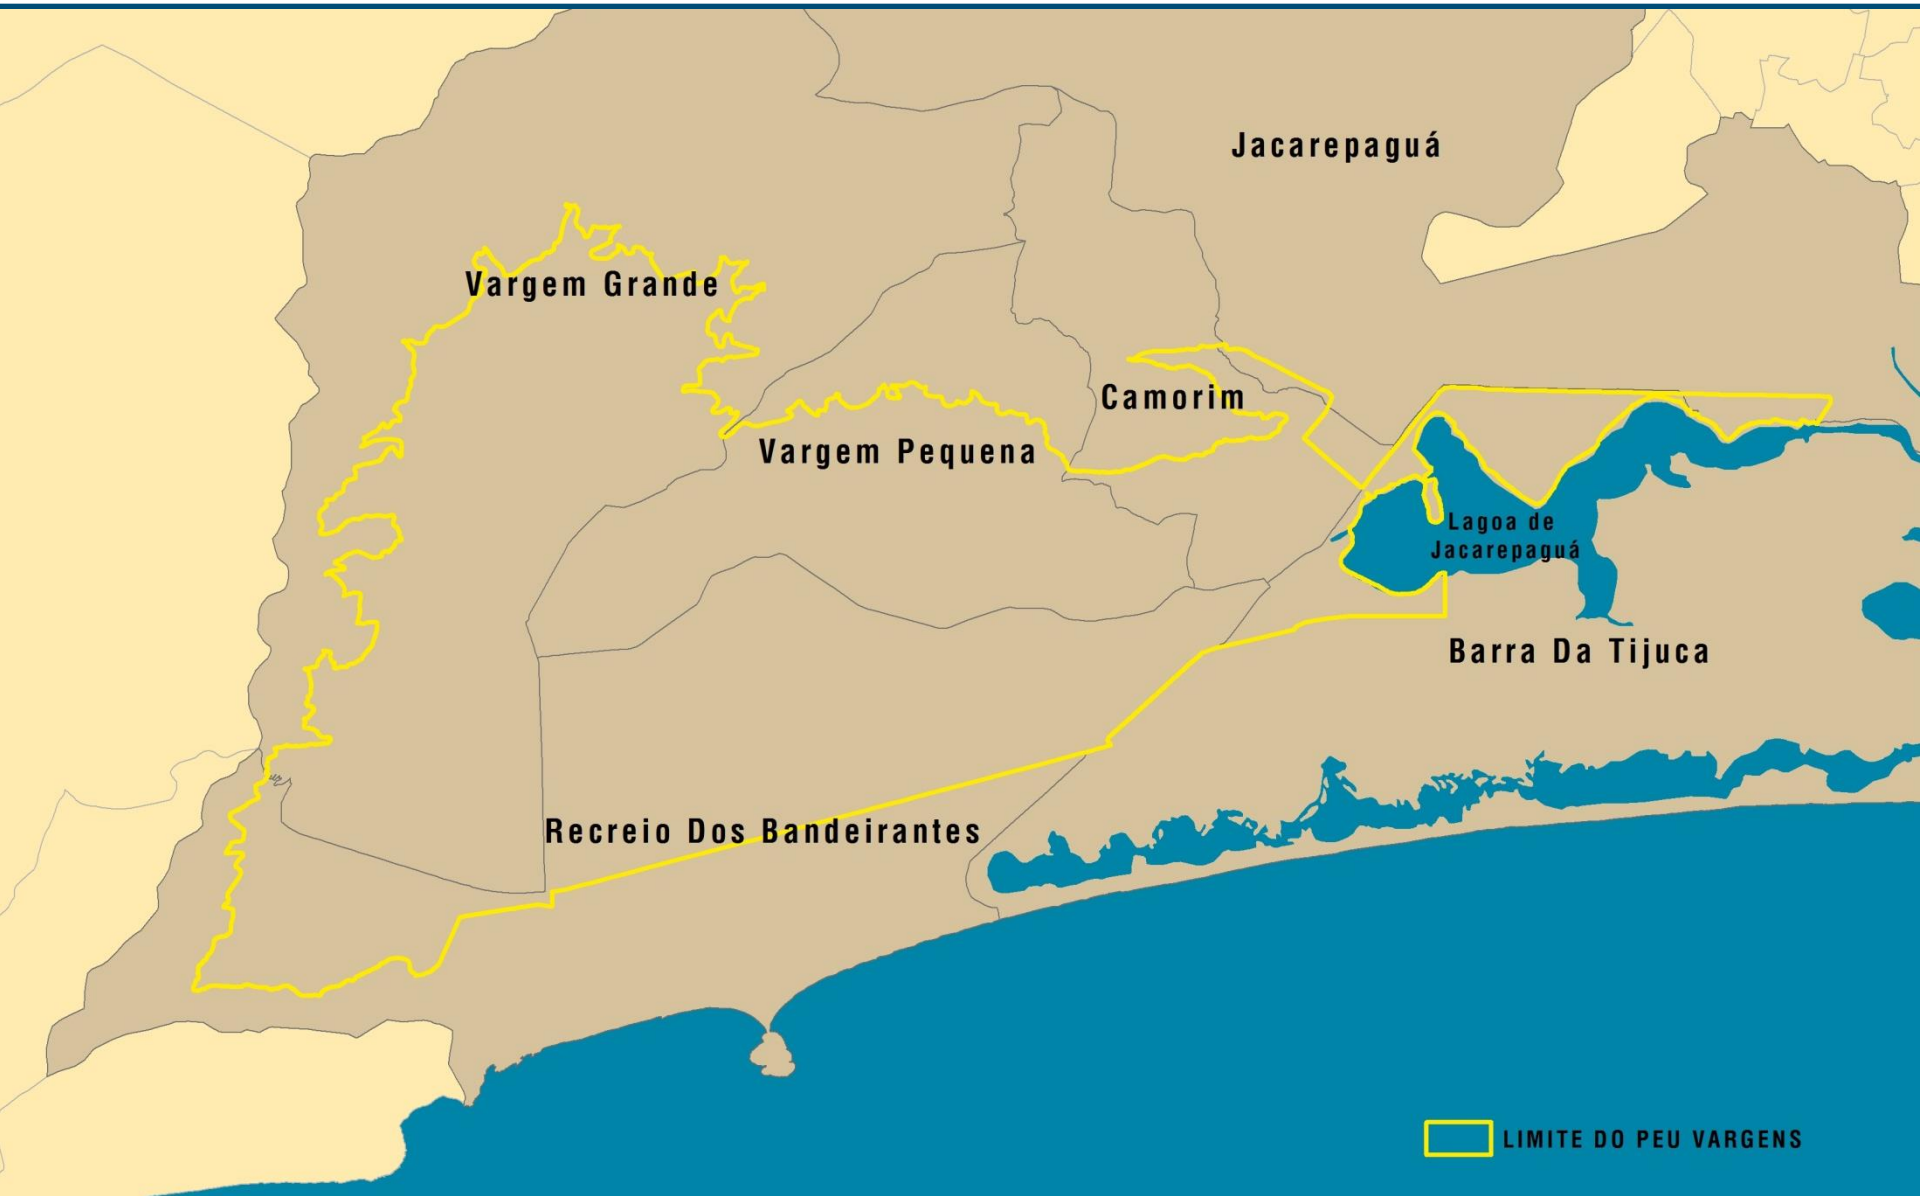 Jacarepaguá
Vargem Grande
Camorim
Vargem Pequena
Lagoa de
Jacarepaguá
Barra Da Tijuca
Recreio Dos Bandeirantes
LIMITE DO PEU VARGENS